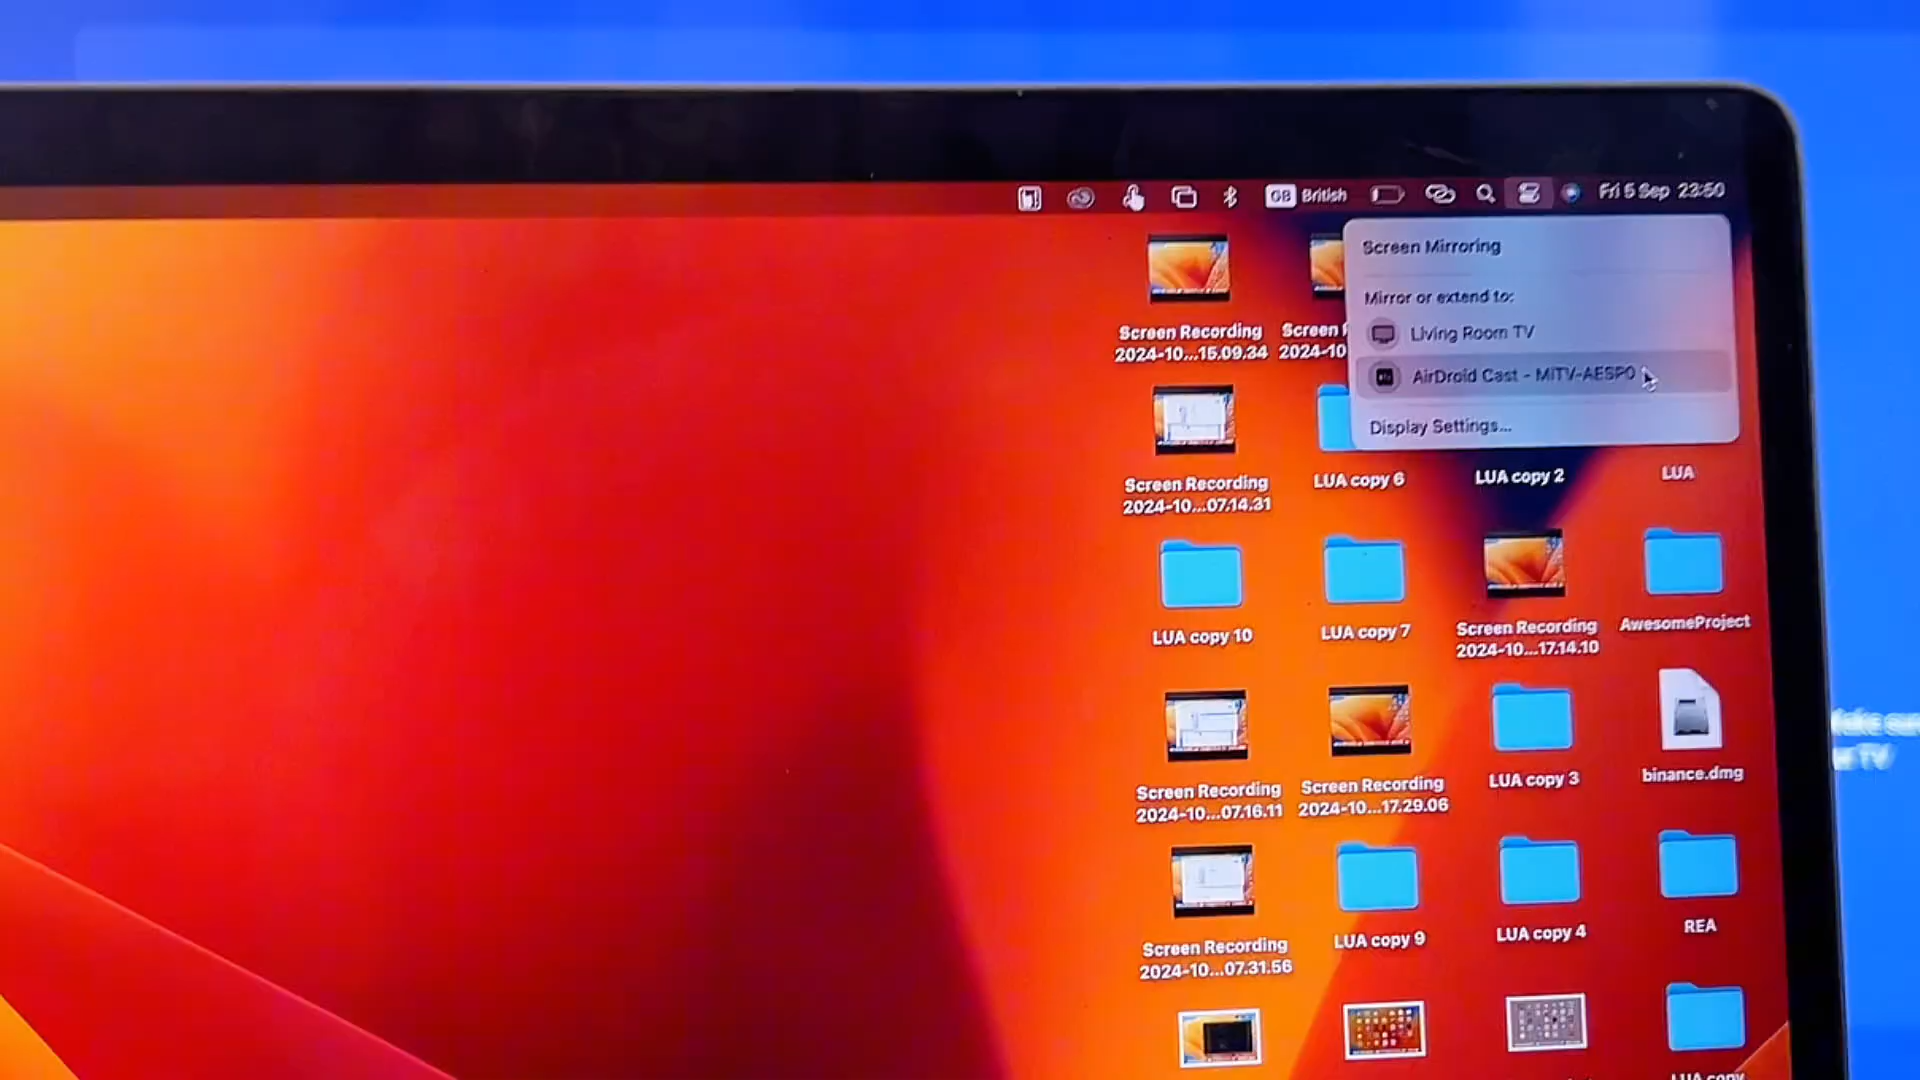 GB British
Fri 5 Sep 23:50
Screen Mirroring
Mirror or extend to:
Living Room TV
AirDroid Cast - MiTV-AESP0
Display Settings...
Screen Recording
2024-10...15.09.34
Screen
2024-10
Screen Recording
2024-10...07.14.31
LUA copy 6
LUA copy 2
LUA
LUA copy 10
LUA copy 7
Screen Recording
2024-10...17.14.10
AwesomeProject
Screen Recording
2024-10...07.16.11
Screen Recording
2024-10...17.29.06
LUA copy 3
binance.dmg
Screen Recording
2024-10...07.31.56
LUA copy 9
LUA copy 4
REA
LUA copy
TV